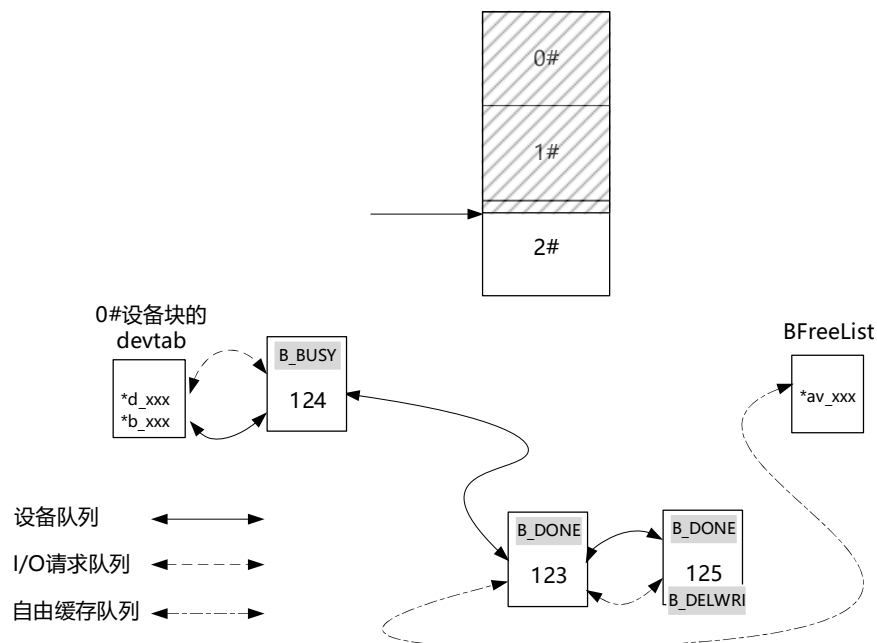 0#
1#
2#
0#设备块的
devtab
*d_xxx
*b_xxx
B_BUSY
124
BFreeList
*av_xxx
设备队列
I/O请求队列
自由缓存队列
B_DONE
123
B_DONE
125
B_DELWRI